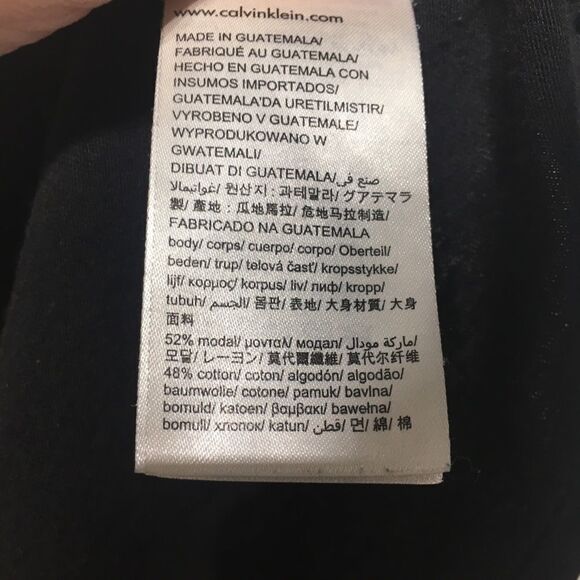 www.calvinklein.com
MADE IN GUATEMALA/
FABRIQUÉ AU GUATEMALA/
HECHO EN GUATEMALA CON
INSUMOS IMPORTADOS/
GUATEMALA'DA URETILMISTIR/
VYROBENO V GUATEMALE/
WYPRODUKOWANO W
GWATEMALI/
DIBUAT DI GUATEMALA/ صنع في
غواتيمالا/ 원산지 : 과테말라/ グアテマラ
製/ 產地 : 瓜地馬拉/ 危地马拉制造/
FABRICADO NA GUATEMALA
body/ corps/ cuerpo/ corpo/ Oberteil/
beden/ trup/ telová časť/ kropsstykke/
lijf/ κορμος/ korpus/ liv/ лиф/ kropp/
tubuh/ الجسم/ 몸판/ 表地/ 大身材質/ 大身
面料
52% modal/ μονταλ/ модал/ ماركة مودال/
모달/ レーヨン/ 莫代爾纖維/ 莫代尔纤维
48% cotton/ coton/ algodón/ algodão/
baumwolle/ cotone/ pamuk/ bavlna/
bomuld/ katoen/ βαμβακι/ bawełna/
bomull/ хлопок/ katun/ قطن/ 면/ 綿/ 棉